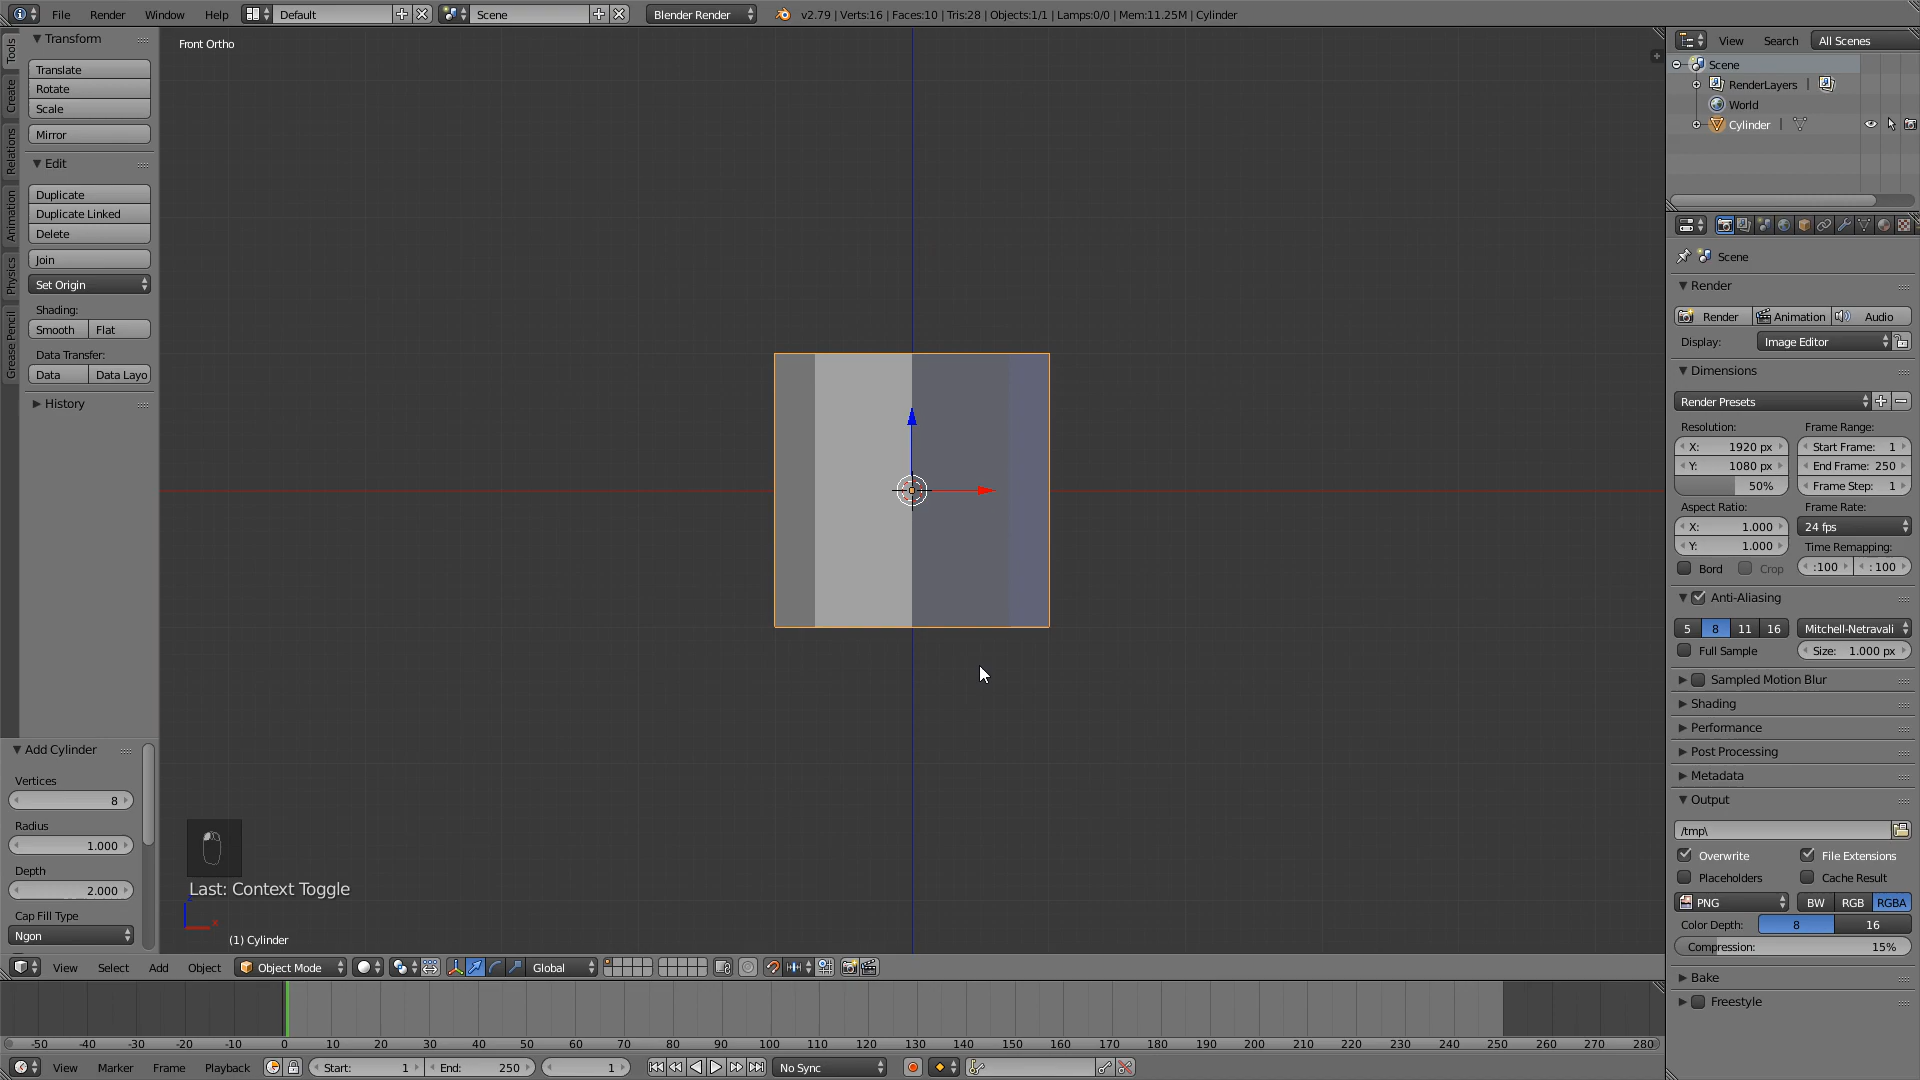 File Render Window Help Default Scene Blender Render v2.79 | Verts:16 | Faces:10 | Tris:28 | Objects:1/1 | Lamps:0/0 | Mem:11.25M | Cylinder
Tools
Create
Relations
Animation
Physics
Grease Pencil
Transform
Translate
Rotate
Scale
Mirror
Edit
Duplicate
Duplicate Linked
Delete
Join
Set Origin
Shading:
Smooth Flat
Data Transfer:
Data Data Layo
History
Add Cylinder
Vertices
8
Radius
1.000
Depth
2.000
Cap Fill Type
Ngon
Front Ortho
Last: Context Toggle
x
(1) Cylinder
View Select Add Object Object Mode Global
-50 -40 -30 -20 -10 0 10 20 30 40 50 60 70 80 90 100 110 120 130 140 150 160 170 180 190 200 210 220 230 240 250 260 270 280
View Marker Frame Playback Start: 1 End: 250 1 No Sync
View Search All Scenes
Scene
RenderLayers |
World
Cylinder |
Scene
Render
Render Animation Audio
Display: Image Editor
Dimensions
Render Presets
Resolution: Frame Range:
X: 1920 px Start Frame: 1
Y: 1080 px End Frame: 250
50% Frame Step: 1
Aspect Ratio: Frame Rate:
X: 1.000 24 fps
Y: 1.000 Time Remapping:
Bord Crop :100 : 100
Anti-Aliasing
5 8 11 16 Mitchell-Netravali
Full Sample Size: 1.000 px
Sampled Motion Blur
Shading
Performance
Post Processing
Metadata
Output
/tmp\
Overwrite File Extensions
Placeholders Cache Result
PNG BW RGB RGBA
Color Depth: 8 16
Compression: 15%
Bake
Freestyle